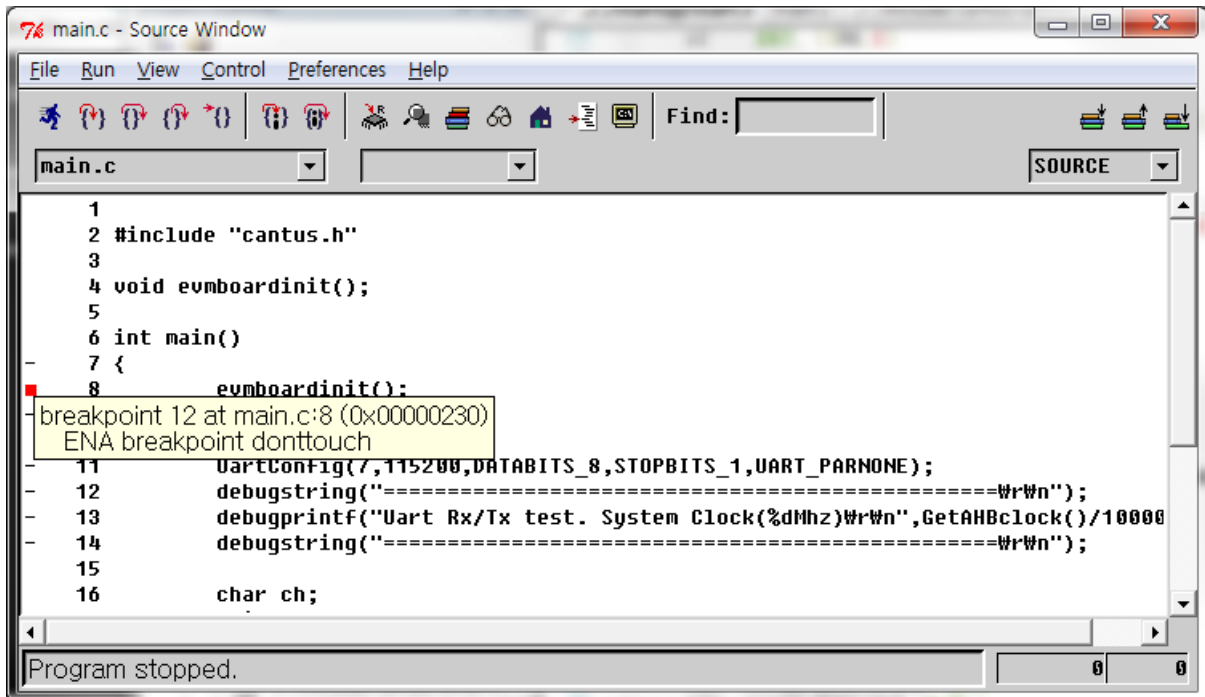 main.c - Source Window
File Run View Control Preferences Help
Find:
main.c
SOURCE
1
2 #include "cantus.h"
3
4 void evmboardinit();
5
6 int main()
- 7 {
8 evmboardinit();
breakpoint 12 at main.c:8 (0x00000230)
ENA breakpoint donttouch
- 11 UartConfig(7,115200,DATABITS_8,STOPBITS_1,UART_PARNONE);
- 12 debugstring("================================================₩r₩n");
- 13 debugprintf("Uart Rx/Tx test. System Clock(%dMhz)₩r₩n",GetAHBclock()/10000
- 14 debugstring("================================================₩r₩n");
15
16 char ch;
Program stopped.
0 0